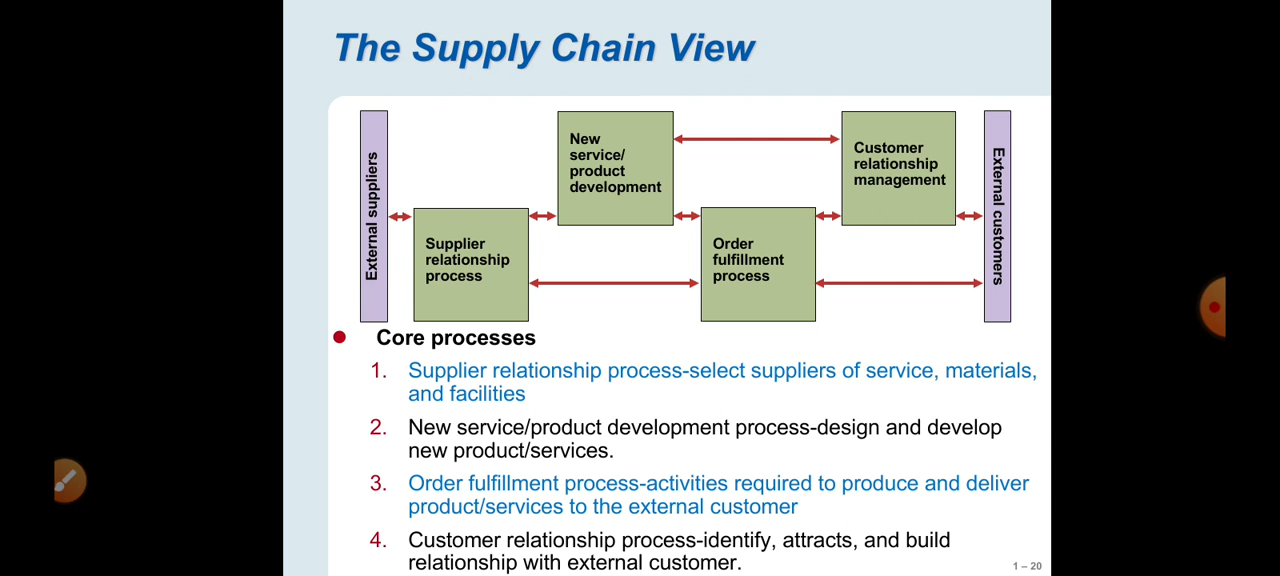 The Supply Chain View
External suppliers
Supplier
relationship
process
New
service/
product
development
Order
fulfillment
process
Customer
relationship
management
External customers
Core processes
1. Supplier relationship process-select suppliers of service, materials,
and facilities
2. New service/product development process-design and develop
new product/services.
3. Order fulfillment process-activities required to produce and deliver
product/services to the external customer
4. Customer relationship process-identify, attracts, and build
relationship with external customer.
1 – 20